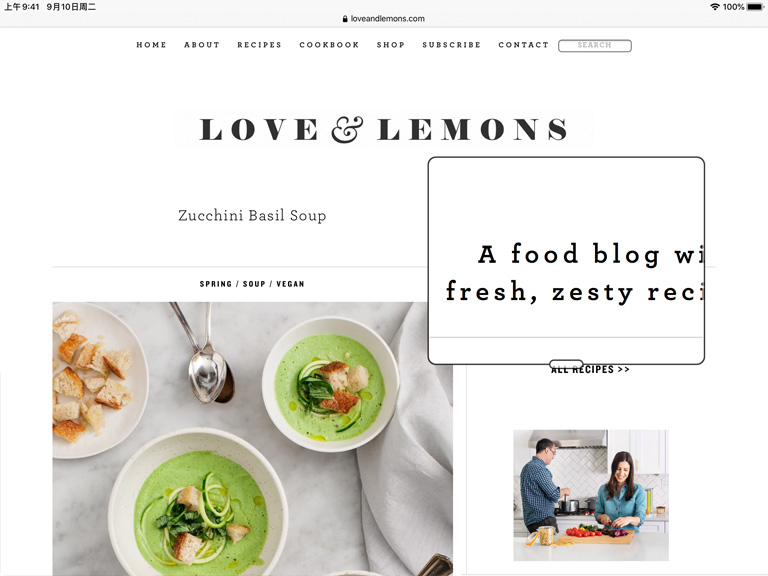 上午9:41 9月10日周二
loveandlemons.com
100%
HOME ABOUT RECIPES COOKBOOK SHOP SUBSCRIBE CONTACT SEARCH
LOVE & LEMONS
Zucchini Basil Soup
A food blog wi
fresh, zesty reci
SPRING / SOUP / VEGAN
ALL RECIPES >>